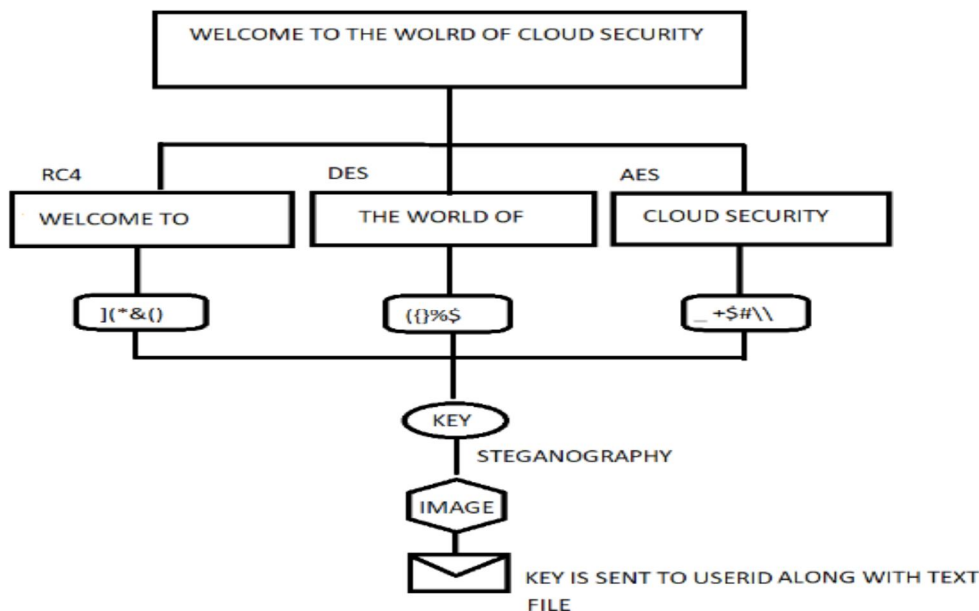 WELCOME TO THE WOLRD OF CLOUD SECURITY
RC4
DES
AES
WELCOME TO
THE WORLD OF
CLOUD SECURITY
](*&()
({}%$
_ +$#\\
KEY
STEGANOGRAPHY
IMAGE
KEY IS SENT TO USERID ALONG WITH TEXT
FILE